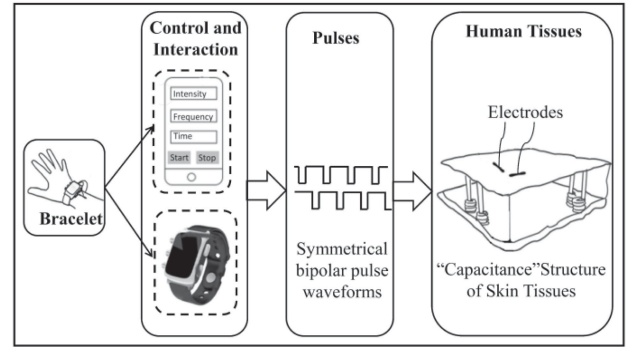 Control and
Interaction
Intensity
Frequency
Time
Start Stop
Bracelet
Pulses
Symmetrical
bipolar pulse
waveforms
Human Tissues
Electrodes
“Capacitance”Structure
of Skin Tissues